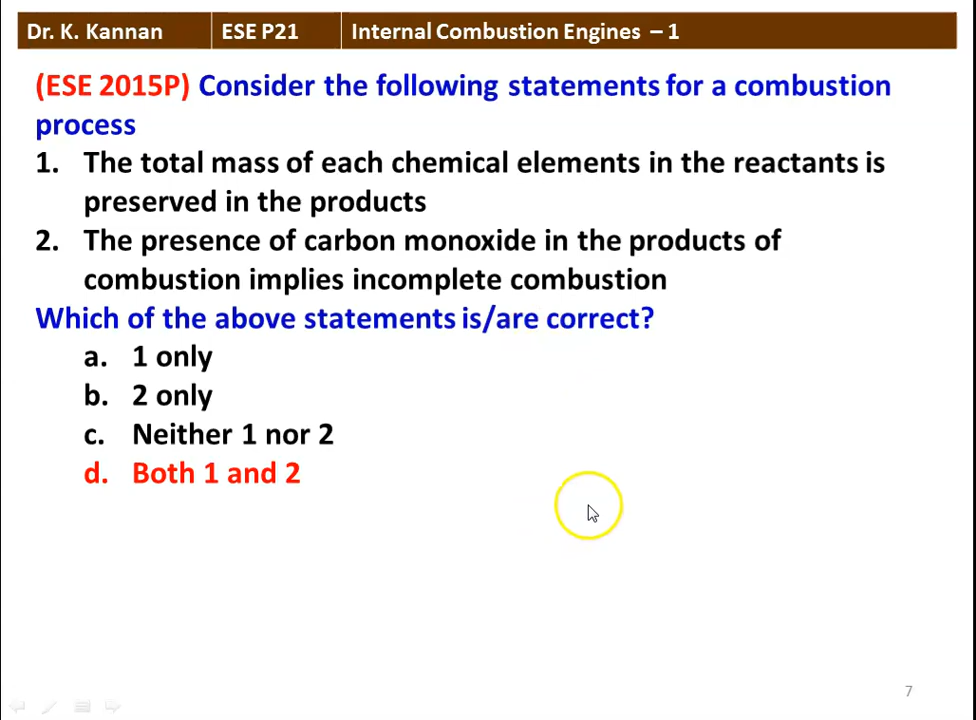 Dr. K. Kannan ESE P21 Internal Combustion Engines – 1
(ESE 2015P) Consider the following statements for a combustion
process
1. The total mass of each chemical elements in the reactants is
preserved in the products
2. The presence of carbon monoxide in the products of
combustion implies incomplete combustion
Which of the above statements is/are correct?
a. 1 only
b. 2 only
c. Neither 1 nor 2
d. Both 1 and 2
7